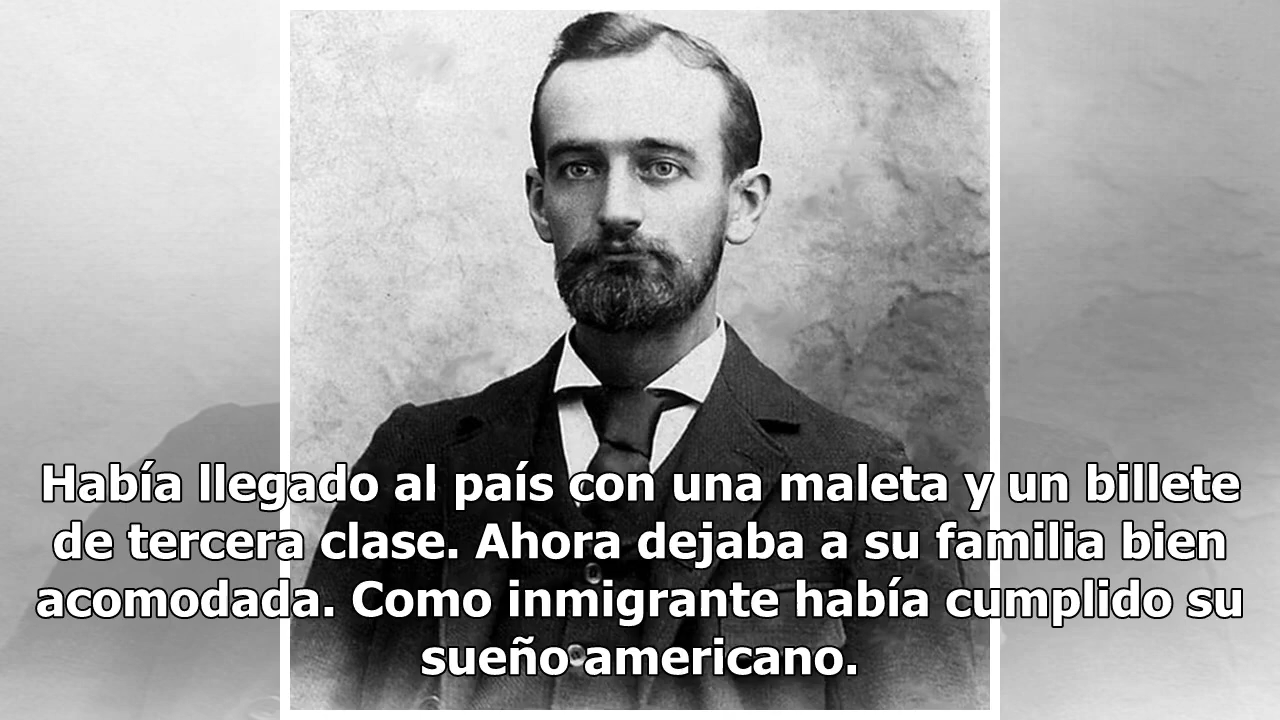 Había llegado al país con una maleta y un billete
de tercera clase. Ahora dejaba a su familia bien
acomodada. Como inmigrante había cumplido su
sueño americano.